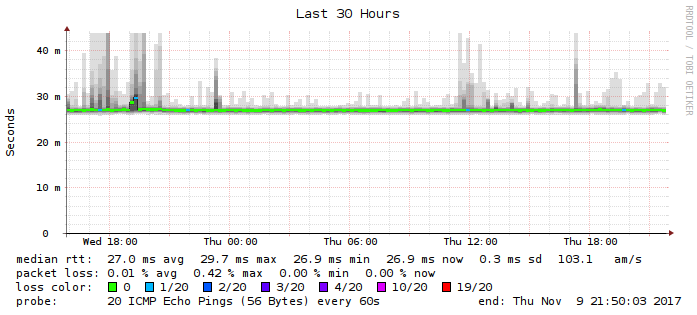 Last 30 Hours
RRDTOOL / TOBI OETIKER
Seconds
40 m
30 m
20 m
10 m
0
Wed 18:00 Thu 00:00 Thu 06:00 Thu 12:00 Thu 18:00
median rtt: 27.0 ms avg 29.7 ms max 26.9 ms min 26.9 ms now 0.3 ms sd 103.1 am/s
packet loss: 0.01 % avg 0.42 % max 0.00 % min 0.00 % now
loss color: 0 1/20 2/20 3/20 4/20 10/20 19/20
probe: 20 ICMP Echo Pings (56 Bytes) every 60s end: Thu Nov 9 21:50:03 2017